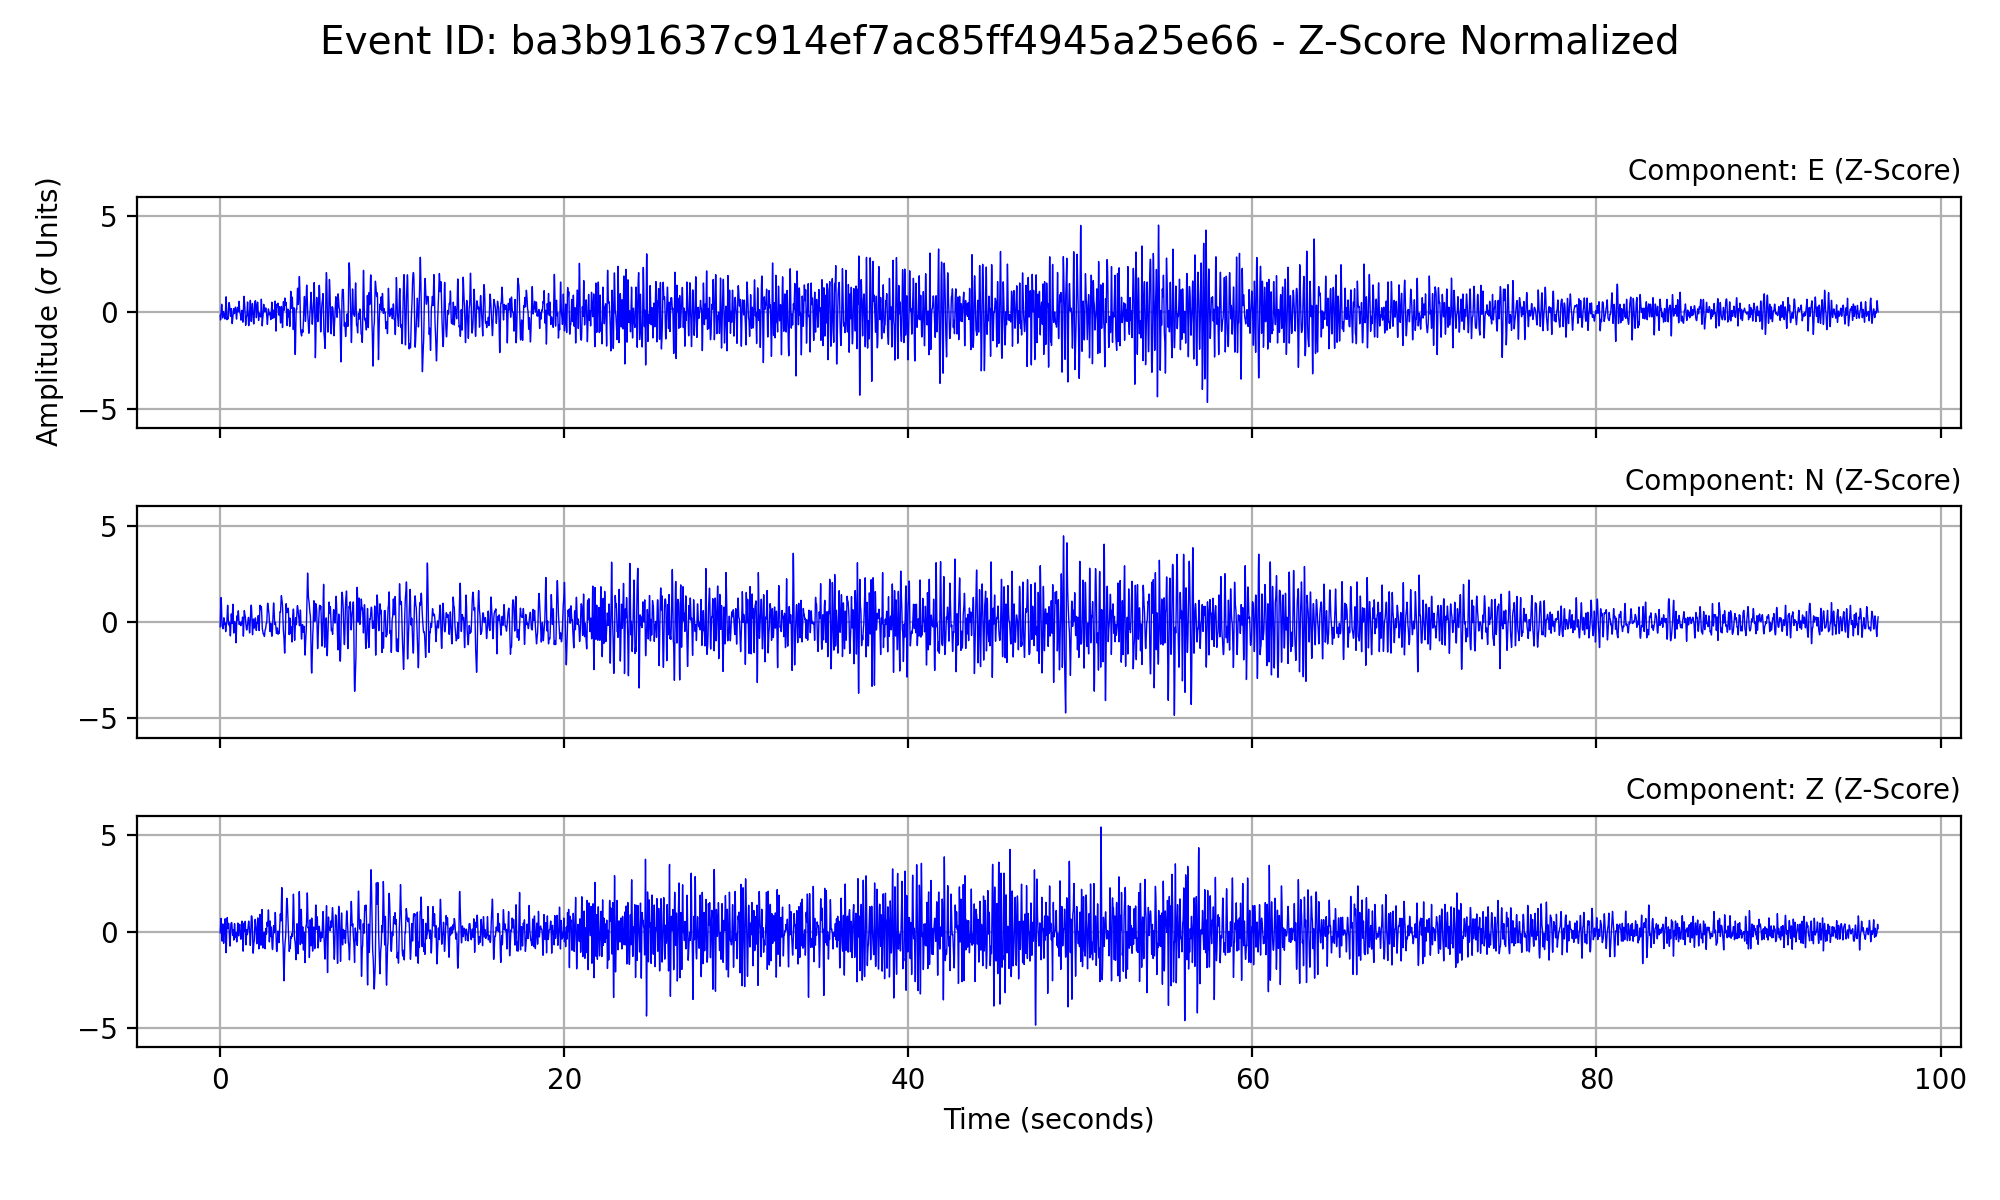 Event ID: ba3b91637c914ef7ac85ff4945a25e66 - Z-Score Normalized
Component: E (Z-Score)
Amplitude (σ Units)
5
0
−5
Component: N (Z-Score)
5
0
−5
Component: Z (Z-Score)
5
0
−5
0 20 40 60 80 100
Time (seconds)